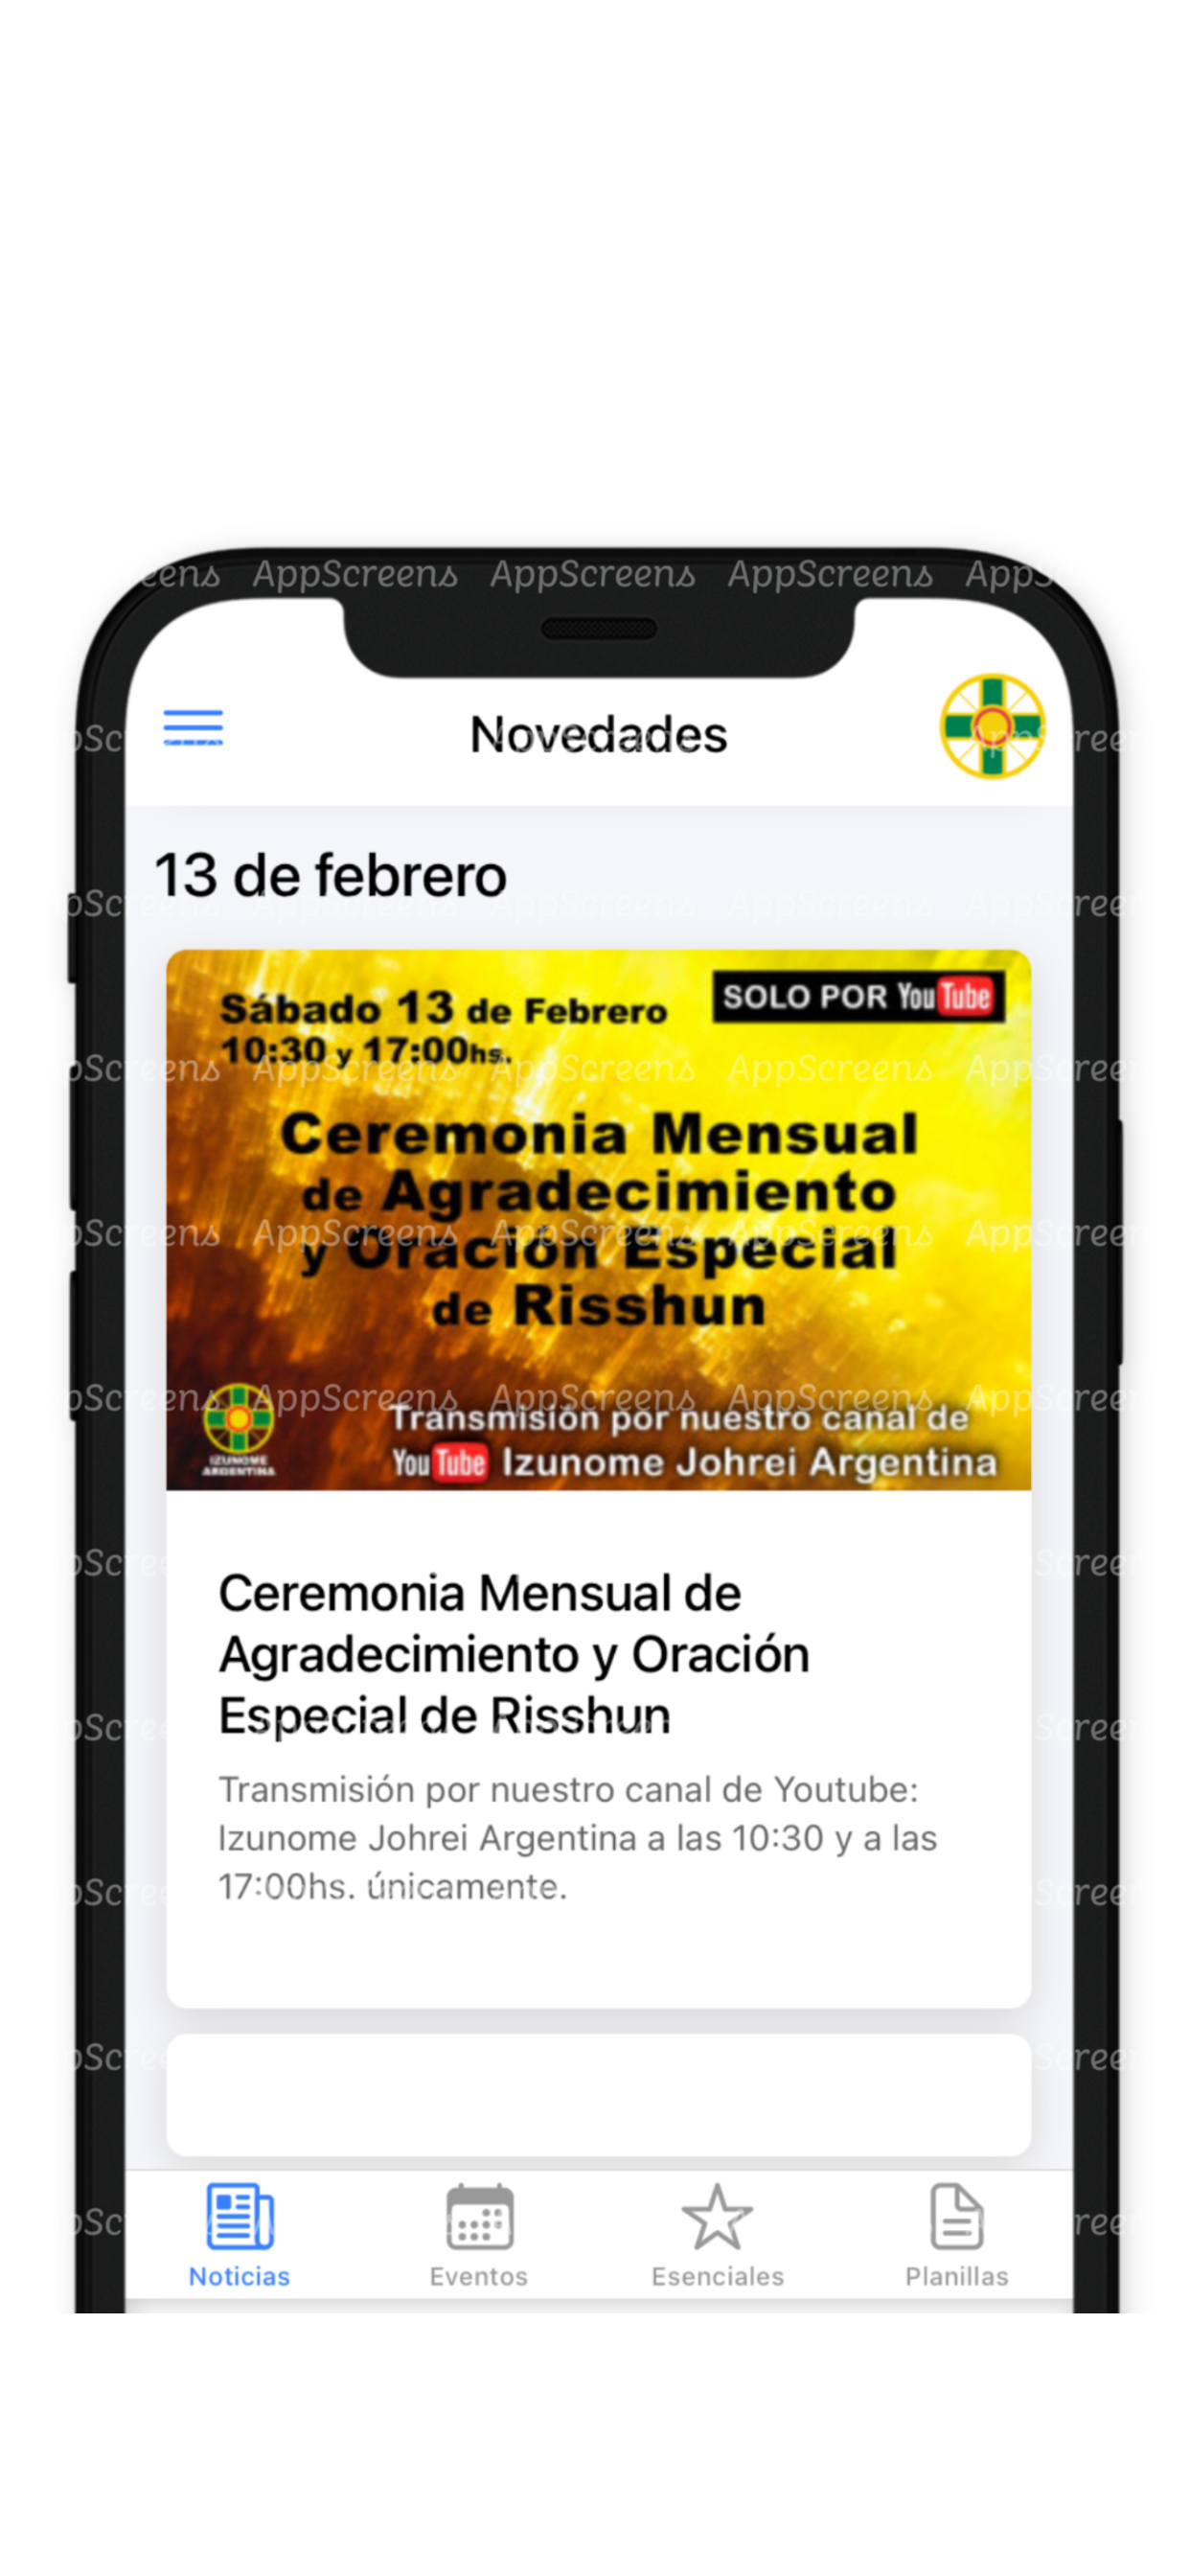 AppScreens AppScreens AppScreens
Novedades
13 de febrero
Sábado 13 de Febrero
10:30 y 17:00hs.
SOLO POR YouTube
Ceremonia Mensual
de Agradecimiento
y Oración Especial
de Risshun
IZUNOME
ARGENTINA
Transmisión por nuestro canal de
YouTube Izunome Johrei Argentina
Ceremonia Mensual de
Agradecimiento y Oración
Especial de Risshun
Transmisión por nuestro canal de Youtube:
Izunome Johrei Argentina a las 10:30 y a las
17:00hs. únicamente.
Noticias
Eventos
Esenciales
Planillas